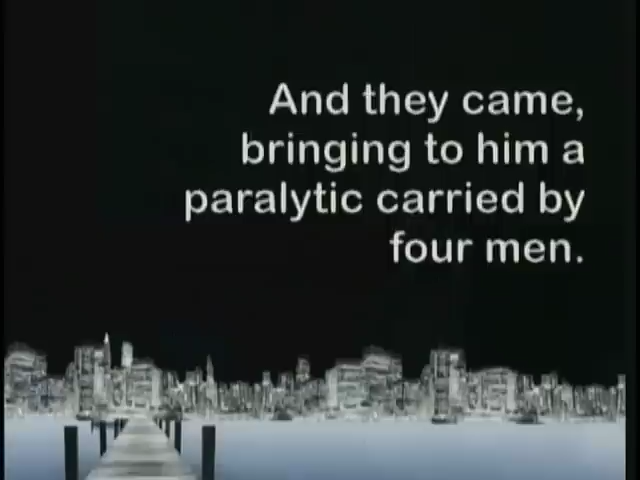 And they came,
bringing to him a
paralytic carried by
four men.